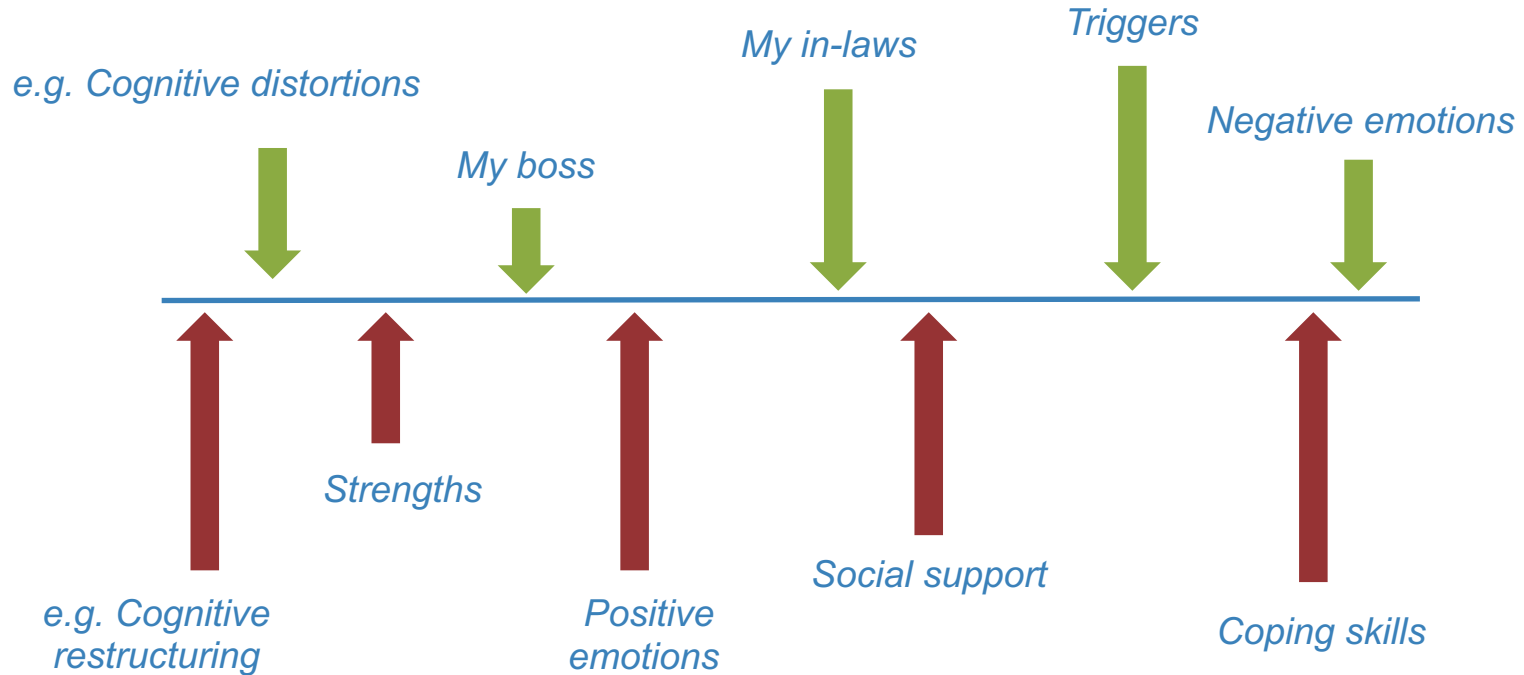 Triggers
My in-laws
e.g. Cognitive distortions
Negative emotions
My boss
Strengths
Social support
e.g. Cognitive
restructuring
Positive
emotions
Coping skills